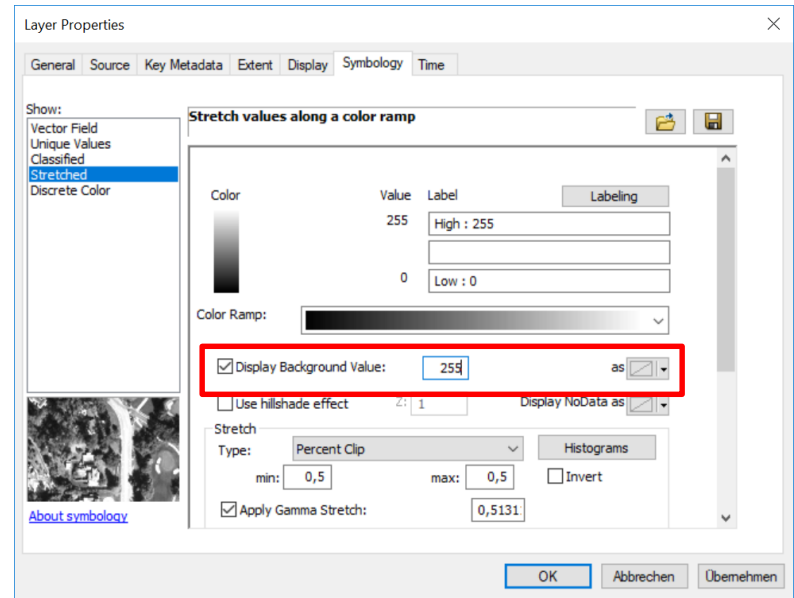 Layer Properties
General Source Key Metadata Extent Display Symbology Time
Show:
Vector Field
Unique Values
Classified
Stretched
Discrete Color
About symbology
Stretch values along a color ramp
Color Value Label Labeling
255 High : 255
0 Low : 0
Color Ramp:
Display Background Value: 255 as
Use hillshade effect Z: 1 Display NoData as
Stretch
Type: Percent Clip Histograms
min: 0,5 max: 0,5 Invert
Apply Gamma Stretch: 0,5131
OK Abbrechen Übernehmen